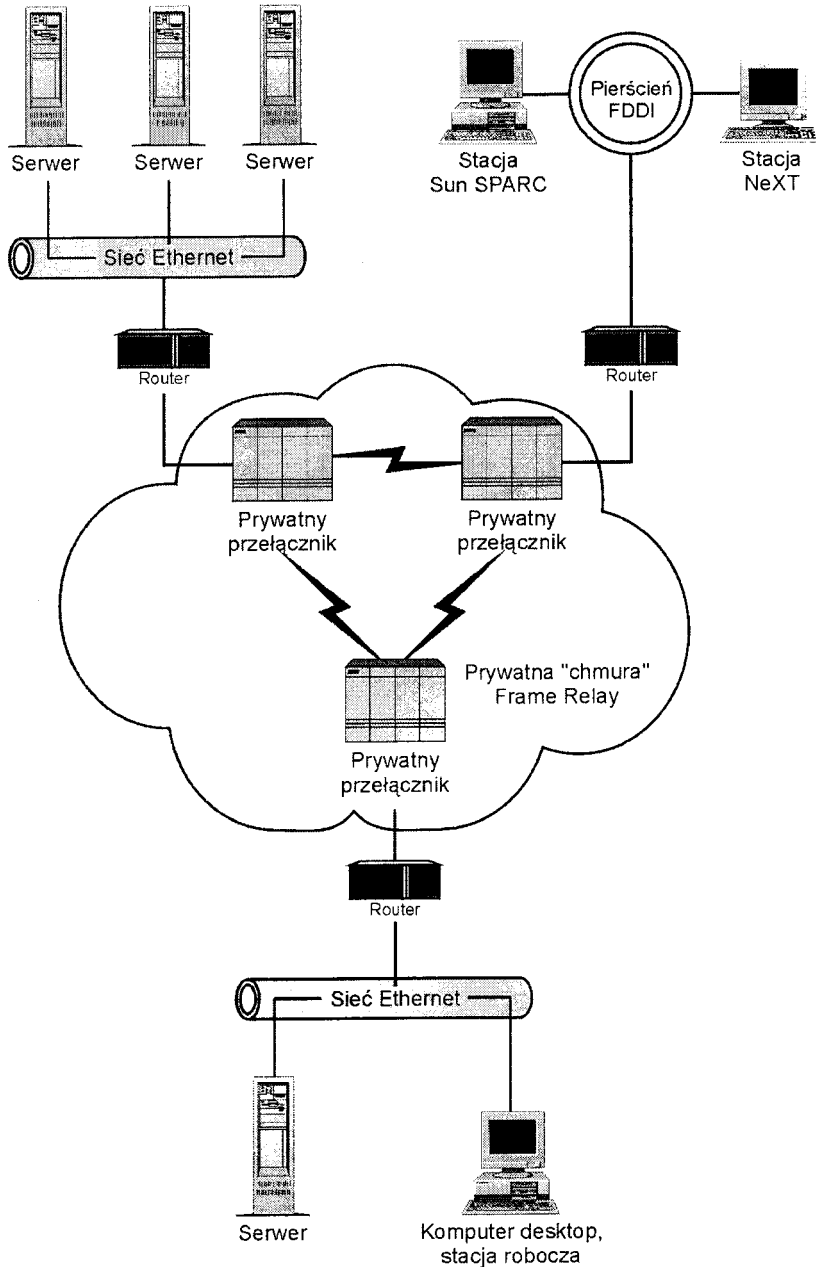 Serwer
Serwer
Serwer
Sieć Ethernet
Pierścień
FDDI
Stacja
Sun SPARC
Stacja
NeXT
Router
Router
Prywatny
przełącznik
Prywatny
przełącznik
Prywatna "chmura"
Frame Relay
Prywatny
przełącznik
Router
Sieć Ethernet
Serwer
Komputer desktop,
stacja robocza